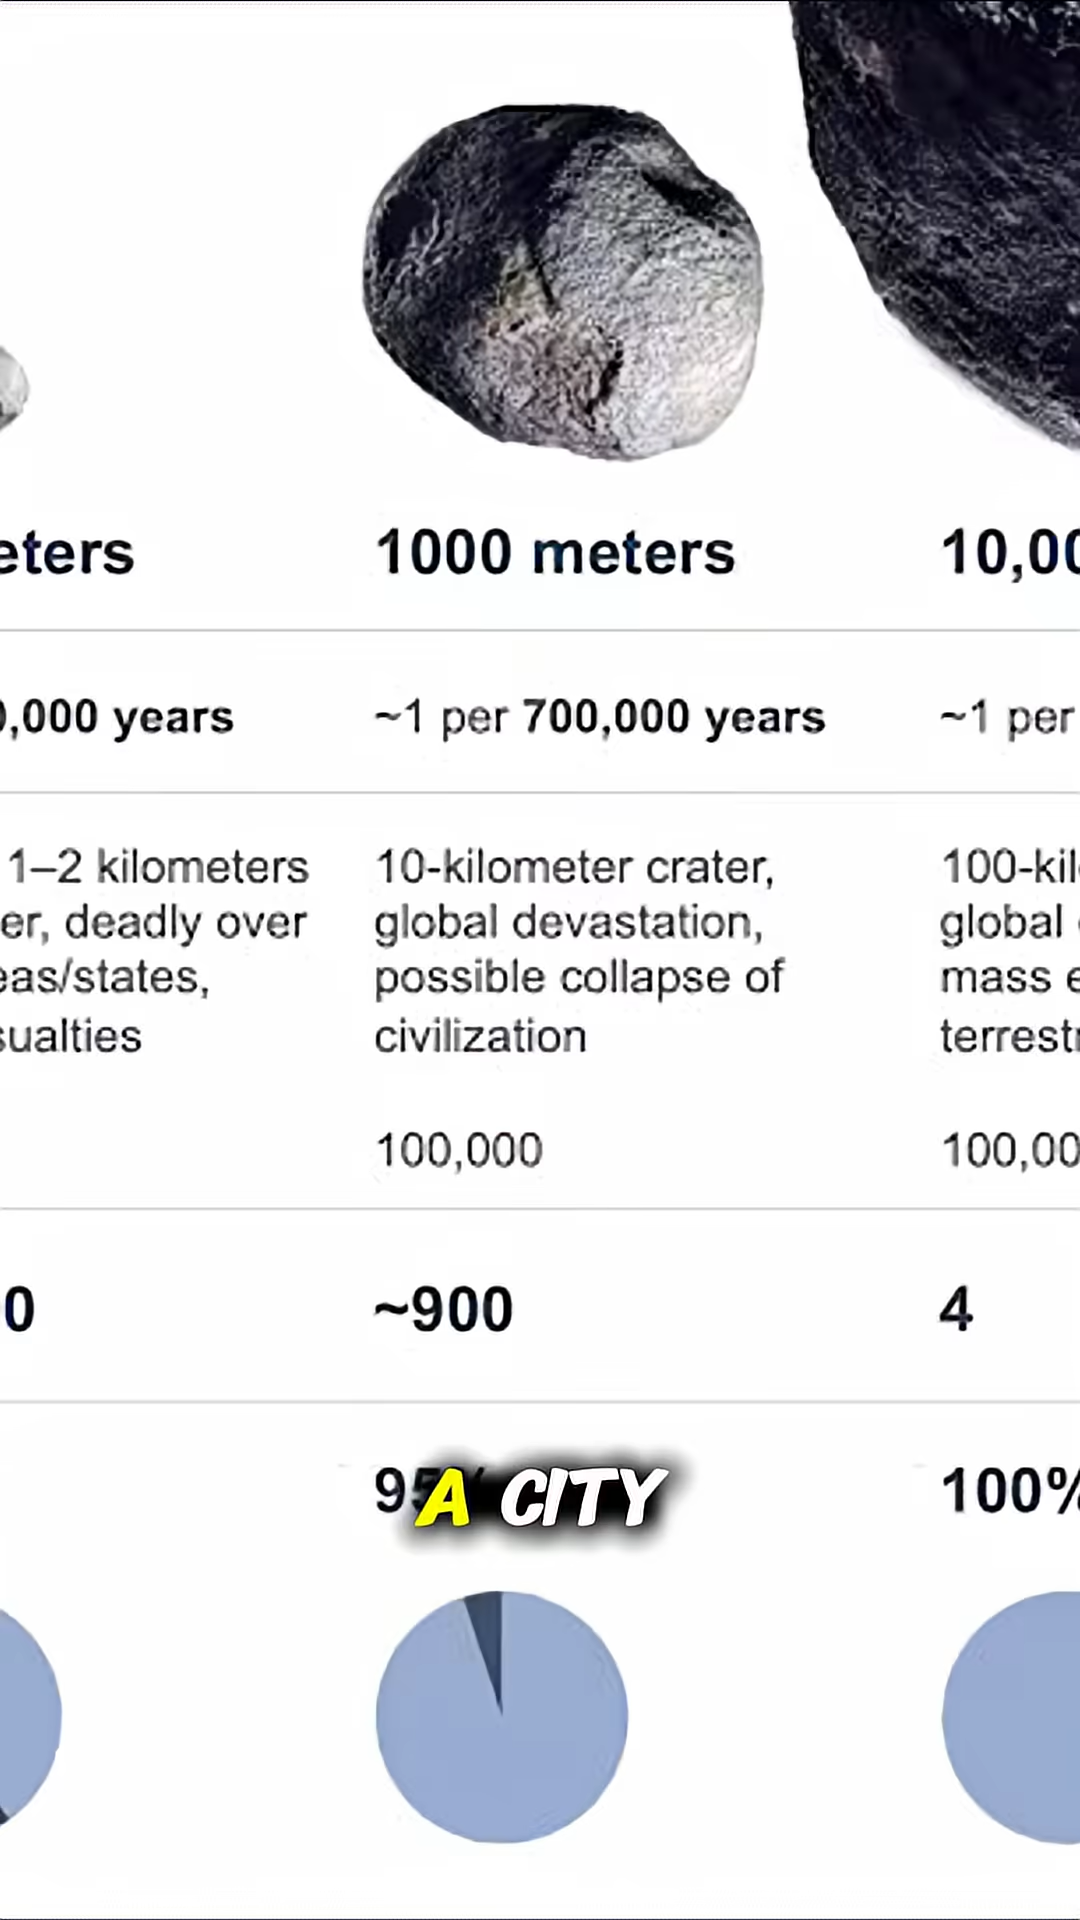 eters 1000 meters 10,00
0,000 years ~1 per 700,000 years ~1 per
1–2 kilometers 10-kilometer crater, 100-kil
er, deadly over global devastation, global
eas/states, possible collapse of mass e
sualties civilization terrestr
100,000 100,00
0 ~900 4
A CITY 100%